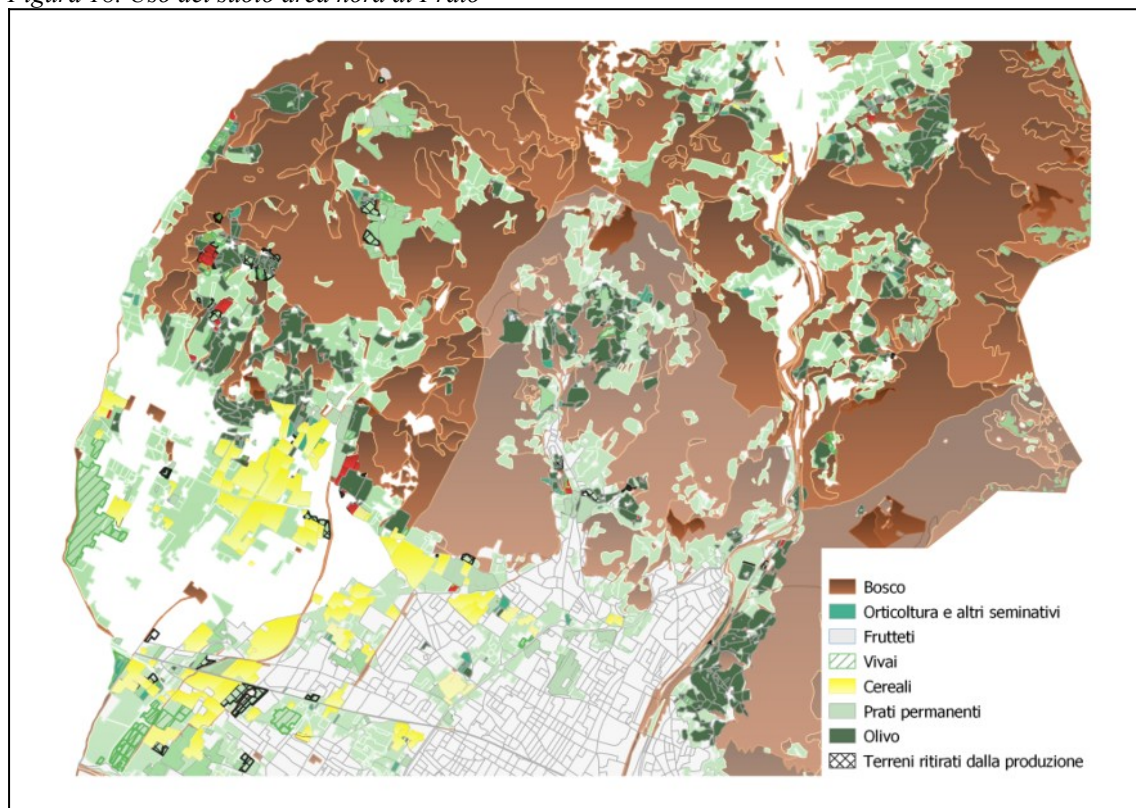 Figura Uso del suolo area nord di Prato
Bosco
Orticoltura e altri seminativi
Frutteti
Vivai
Cereali
Prati permanenti
Olivo
Terreni ritirati dalla produzione